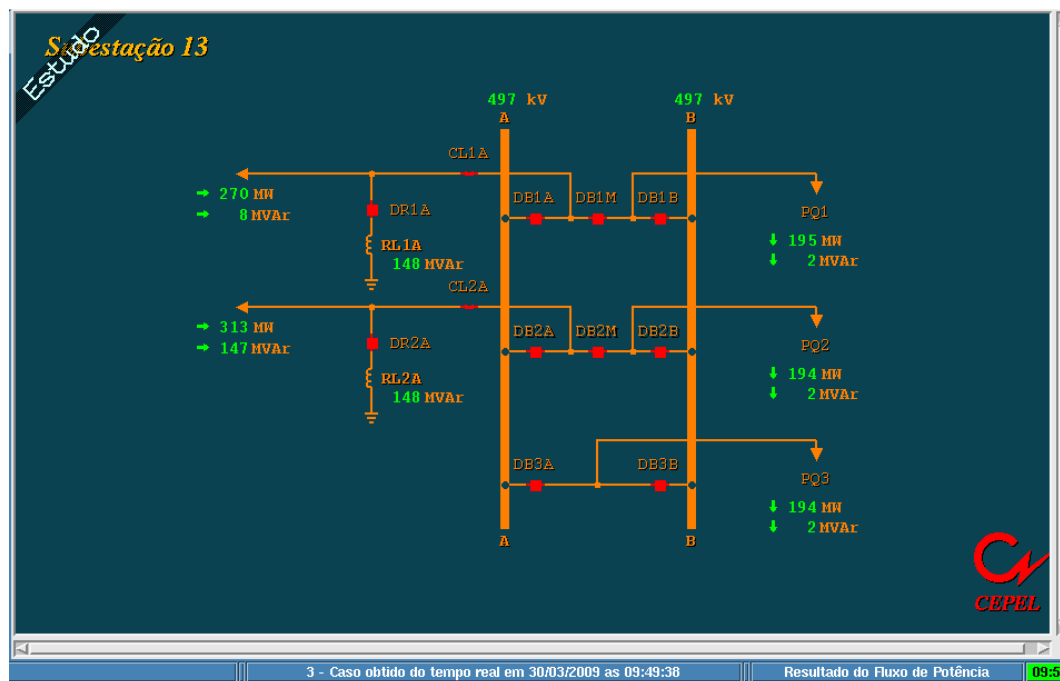 Subestação 13
Estudo
497 kV
497 kV
A
B
CL1A
270 MW
8 MVAr
DR1A
DB1A
DB1M
DB1B
PQ1
RL1A
148 MVAr
195 MW
2 MVAr
CL2A
313 MW
147 MVAr
DR2A
DB2A
DB2M
DB2B
PQ2
RL2A
148 MVAr
194 MW
2 MVAr
DB3A
DB3B
PQ3
194 MW
2 MVAr
A
B
CEPEL
3 - Caso obtido do tempo real em 30/03/2009 as 09:49:38
Resultado do Fluxo de Potência